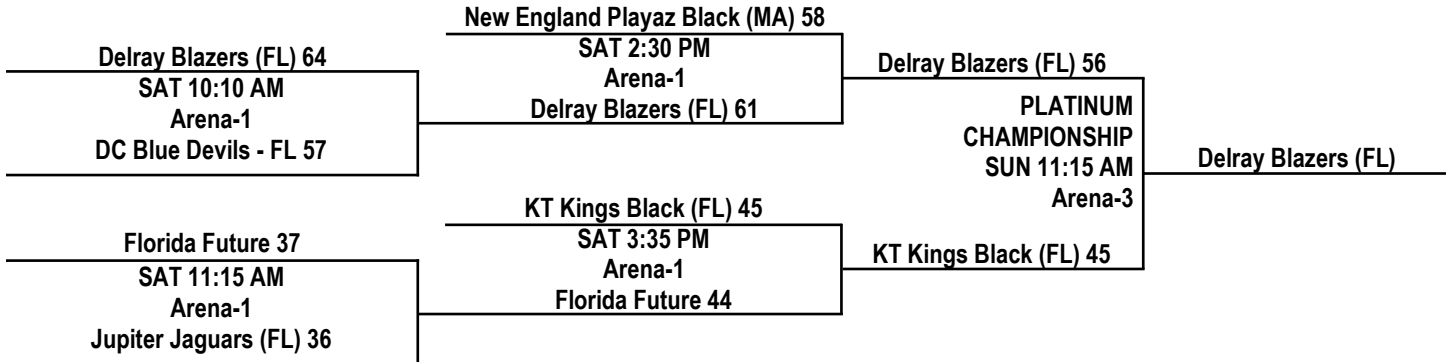 New England Playaz Black (MA) 58
Delray Blazers (FL) 64
SAT 2:30 PM
Arena-1
Delray Blazers (FL) 56
SAT 10:10 AM
Arena-1
Delray Blazers (FL) 61
DC Blue Devils - FL 57
PLATINUM
CHAMPIONSHIP
SUN 11:15 AM
Arena-3
Delray Blazers (FL)
KT Kings Black (FL) 45
Florida Future 37
SAT 3:35 PM
Arena-1
KT Kings Black (FL) 45
SAT 11:15 AM
Arena-1
Florida Future 44
Jupiter Jaguars (FL) 36